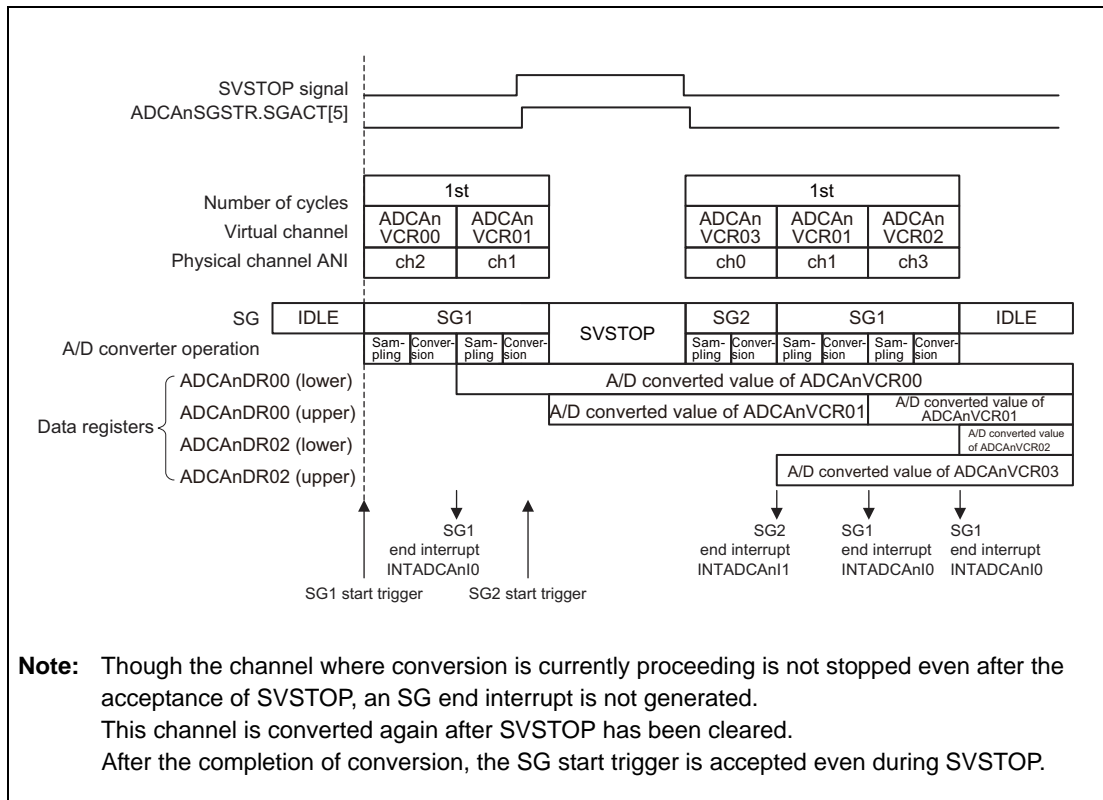 SVSTOP signal
ADCAnSGSTR.SGACT[5]
Number of cycles
1st
1st
Virtual channel
ADCAn
VCR00
ADCAn
VCR01
ADCAn
VCR03
ADCAn
VCR01
ADCAn
VCR02
Physical channel ANI
ch2
ch1
ch0
ch1
ch3
SG
IDLE
SG1
SVSTOP
SG2
SG1
IDLE
A/D converter operation
Sam-
pling
Conver-
sion
Sam-
pling
Conver-
sion
Sam-
pling
Conver-
sion
Sam-
pling
Conver-
sion
Sam-
pling
Conver-
sion
Data registers
ADCAnDR00 (lower)
A/D converted value of ADCAnVCR00
ADCAnDR00 (upper)
A/D converted value of ADCAnVCR01
A/D converted value of
ADCAnVCR01
ADCAnDR02 (lower)
A/D converted value
of ADCAnVCR02
ADCAnDR02 (upper)
A/D converted value of ADCAnVCR03
SG1
end interrupt
INTADCAnI0
SG2
end interrupt
INTADCAnI1
SG1
end interrupt
INTADCAnI0
SG1
end interrupt
INTADCAnI0
SG1 start trigger
SG2 start trigger
Note: Though the channel where conversion is currently proceeding is not stopped even after the
acceptance of SVSTOP, an SG end interrupt is not generated.
This channel is converted again after SVSTOP has been cleared.
After the completion of conversion, the SG start trigger is accepted even during SVSTOP.